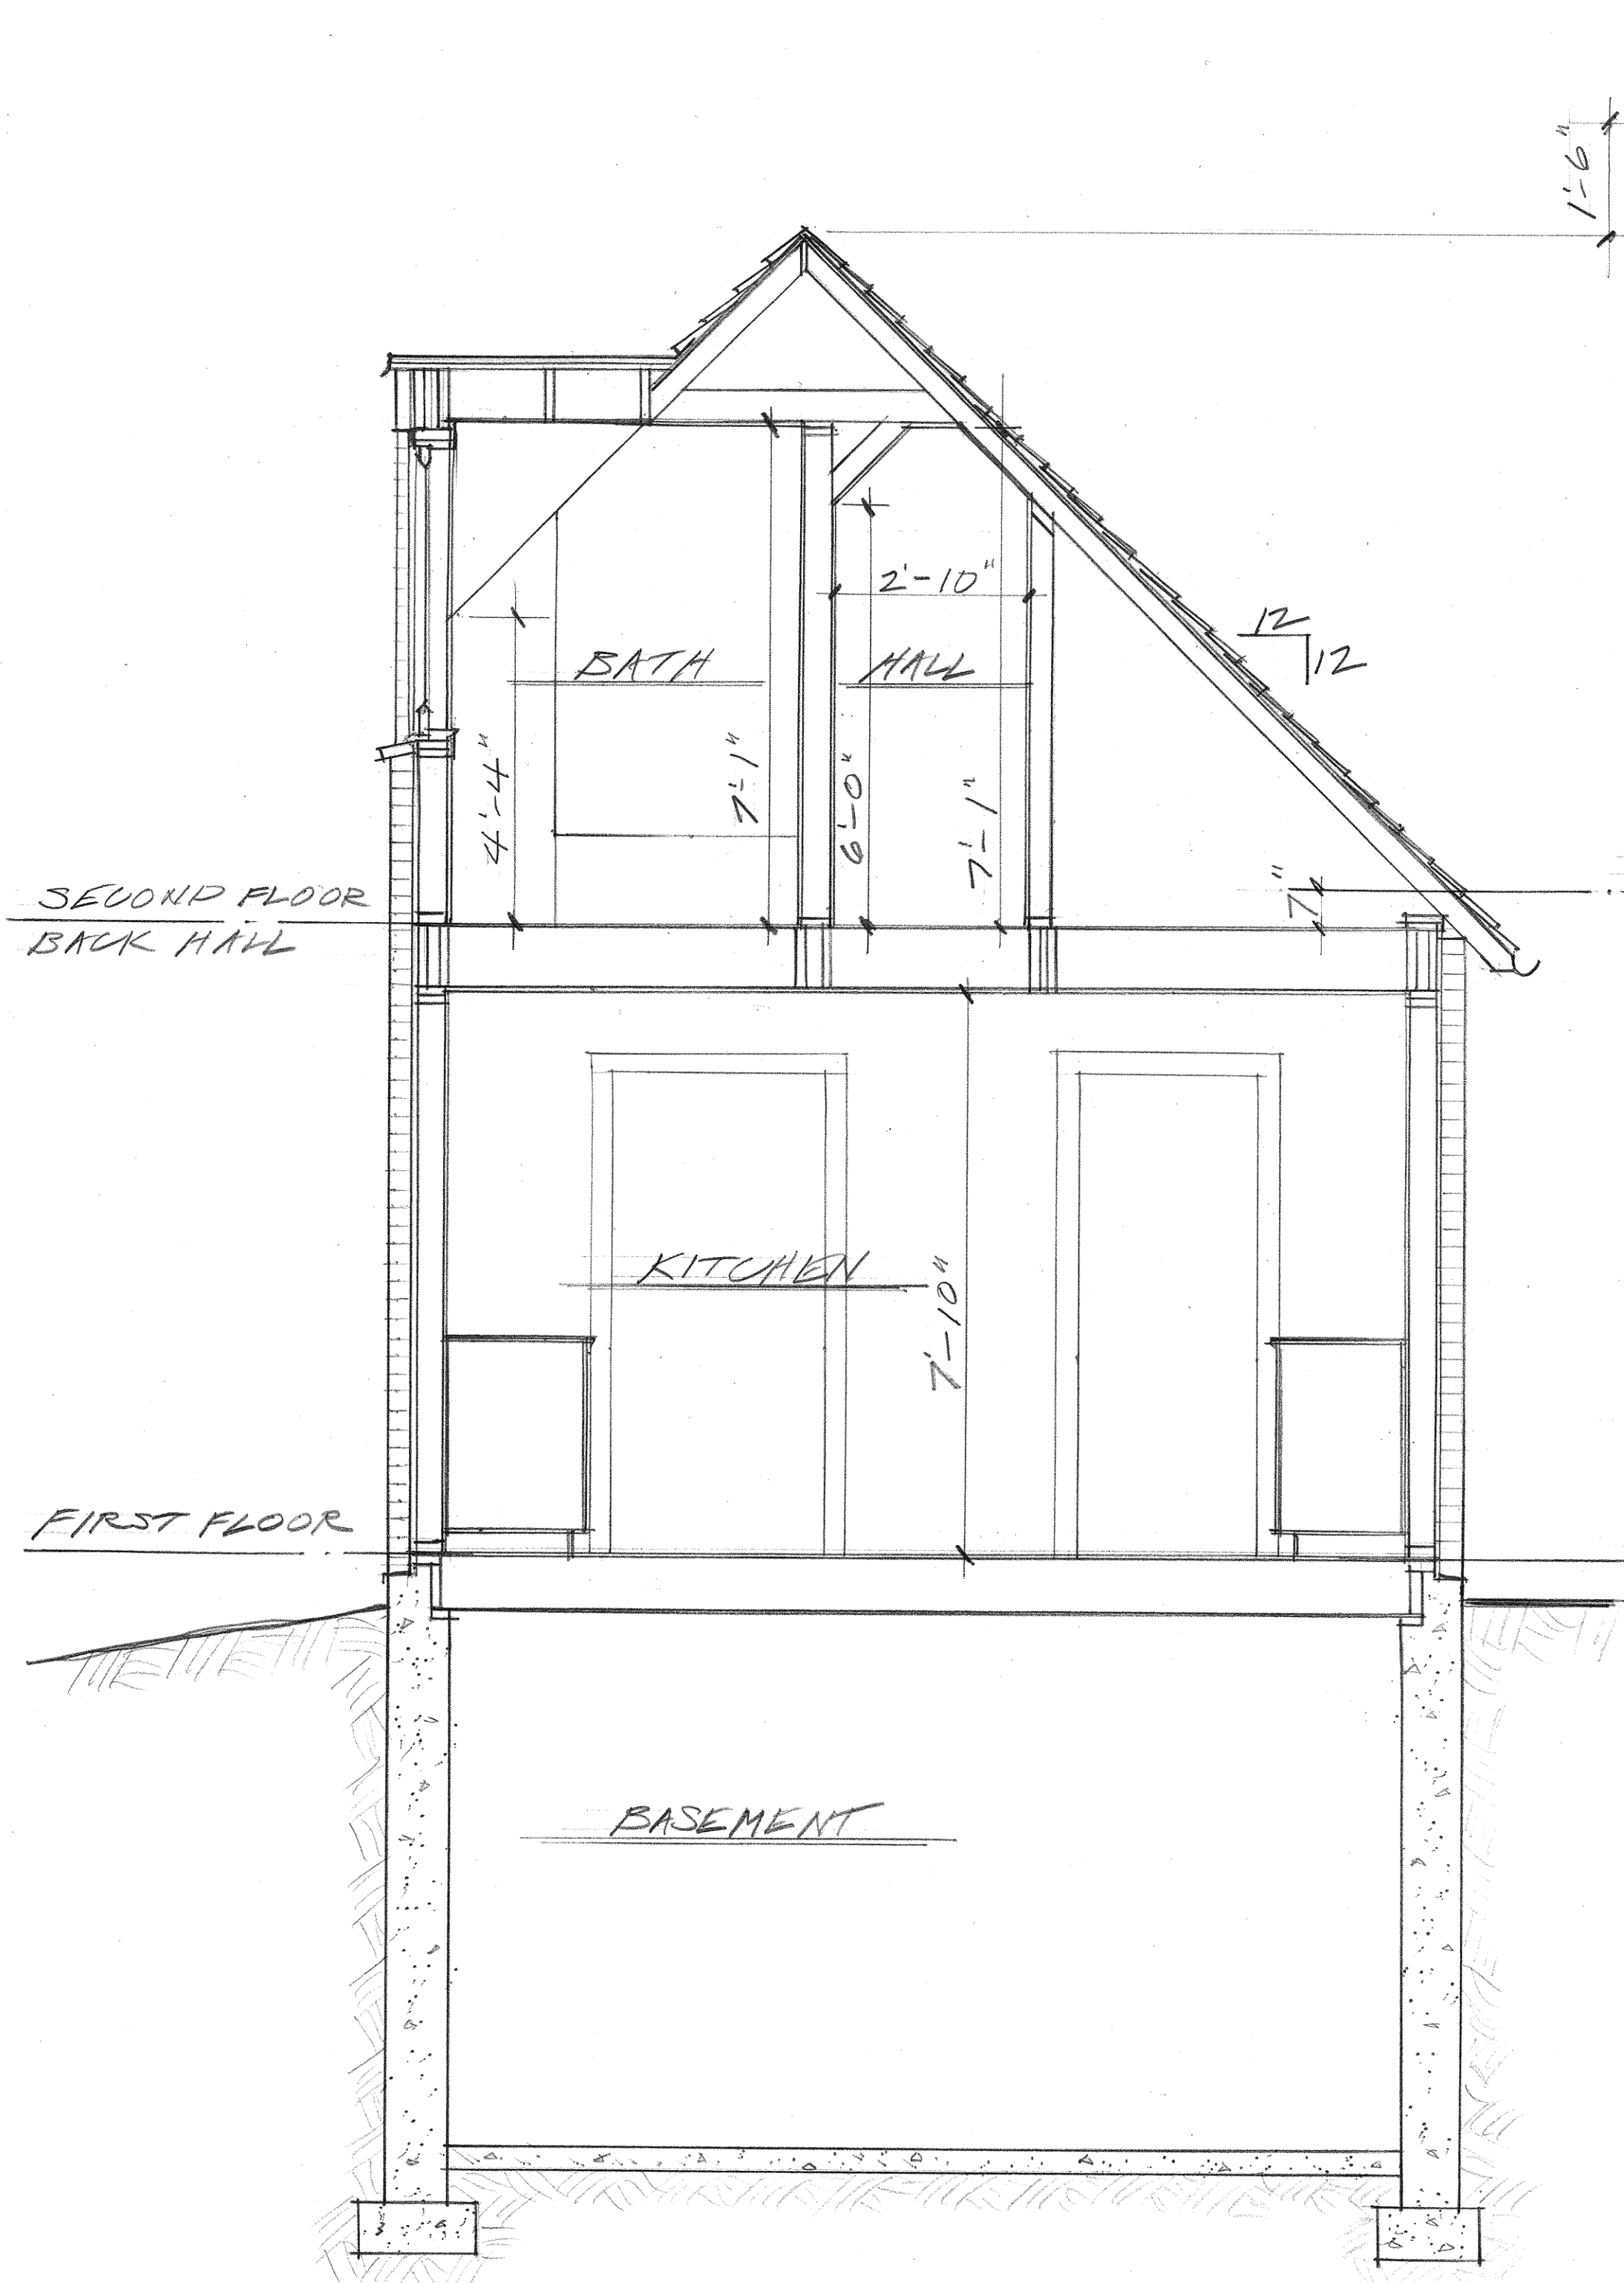 1'-6"
2'-10"
12
12
BATH
HALL
4'-4"
7'-1"
6'-0"
7'-1"
7"
SECOND FLOOR
BACK HALL
KITCHEN
7'-10"
FIRST FLOOR
BASEMENT